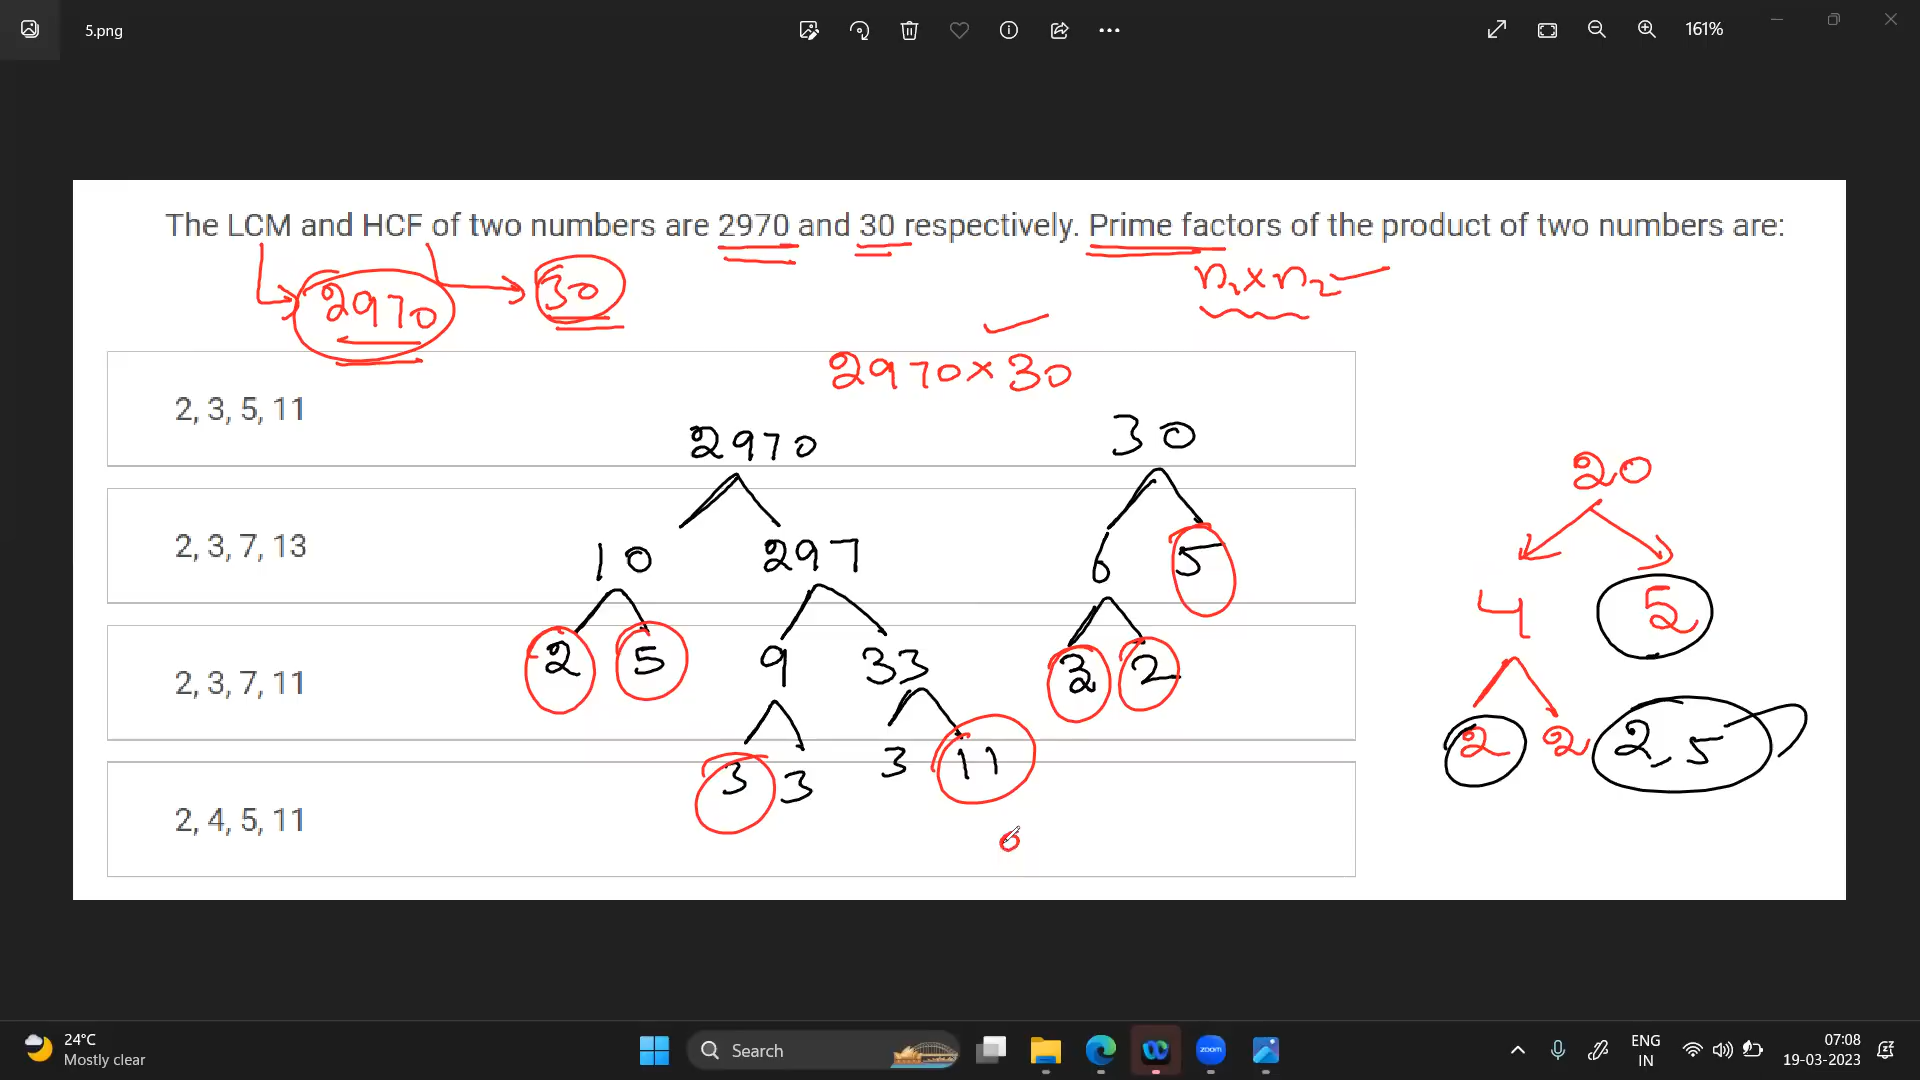 5.png
161%
The LCM and HCF of two numbers are 2970 and 30 respectively. Prime factors of the product of two numbers are:
n1 x n2
2970
30
2970 x 30
2, 3, 5, 11
2970
30
20
2, 3, 7, 13
10
297
6
5
4
5
2, 3, 7, 11
2
5
9
33
3
2
2
2
2, 5
3
3
3
11
2, 4, 5, 11
24°C
Mostly clear
Search
zoom
ENG
IN
07:08
19-03-2023